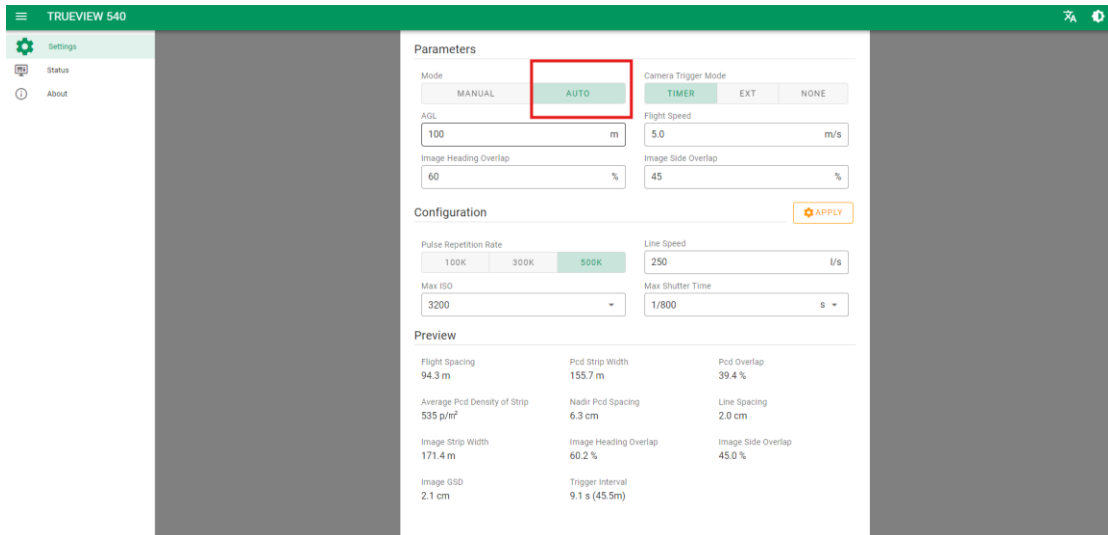 TRUEVIEW 540
Settings
Status
About
Parameters
Mode
MANUAL AUTO
Camera Trigger Mode
TIMER EXT NONE
AGL
100 m
Flight Speed
5.0 m/s
Image Heading Overlap
60 %
Image Side Overlap
45 %
Configuration
APPLY
Pulse Repetition Rate
100K 300K 500K
Line Speed
250 l/s
Max ISO
3200
Max Shutter Time
1/800 s
Preview
Flight Spacing
94.3 m
Pcd Strip Width
155.7 m
Pcd Overlap
39.4 %
Average Pcd Density of Strip
535 p/m²
Nadir Pcd Spacing
6.3 cm
Line Spacing
2.0 cm
Image Strip Width
171.4 m
Image Heading Overlap
60.2 %
Image Side Overlap
45.0 %
Image GSD
2.1 cm
Trigger Interval
9.1 s (45.5m)